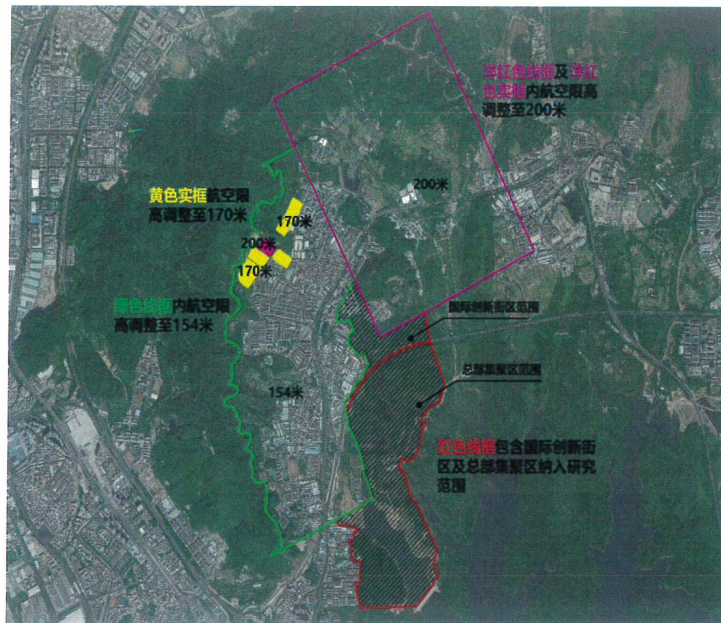 洋红色线框及洋红
色实框内航空限高
调整至200米
200米
黄色实框航空限
高调整至170米
170米
200米
170米
绿色线框内航空限
高调整至154米
国际创新街区范围
总部集聚区范围
154米
红色线框包含国际创新街
区及总部集聚区纳入研究
范围